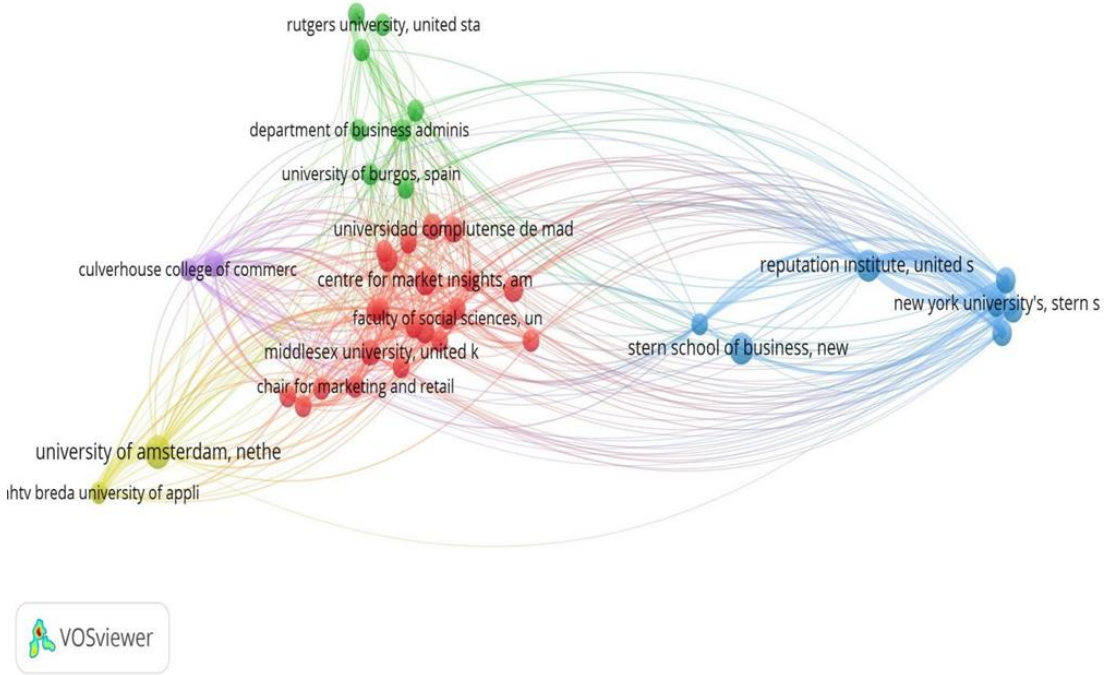 rutgers university, united sta
department of business adminis
university of burgos, spain
universidad complutense de mad
culverhouse college of commerc
reputation institute, united s
centre for market insights, am
new york university's, stern s
faculty of social sciences, un
stern school of business, new
middlesex university, united k
chair for marketing and retail
university of amsterdam, nethe
nhtv breda university of appli
VOSviewer